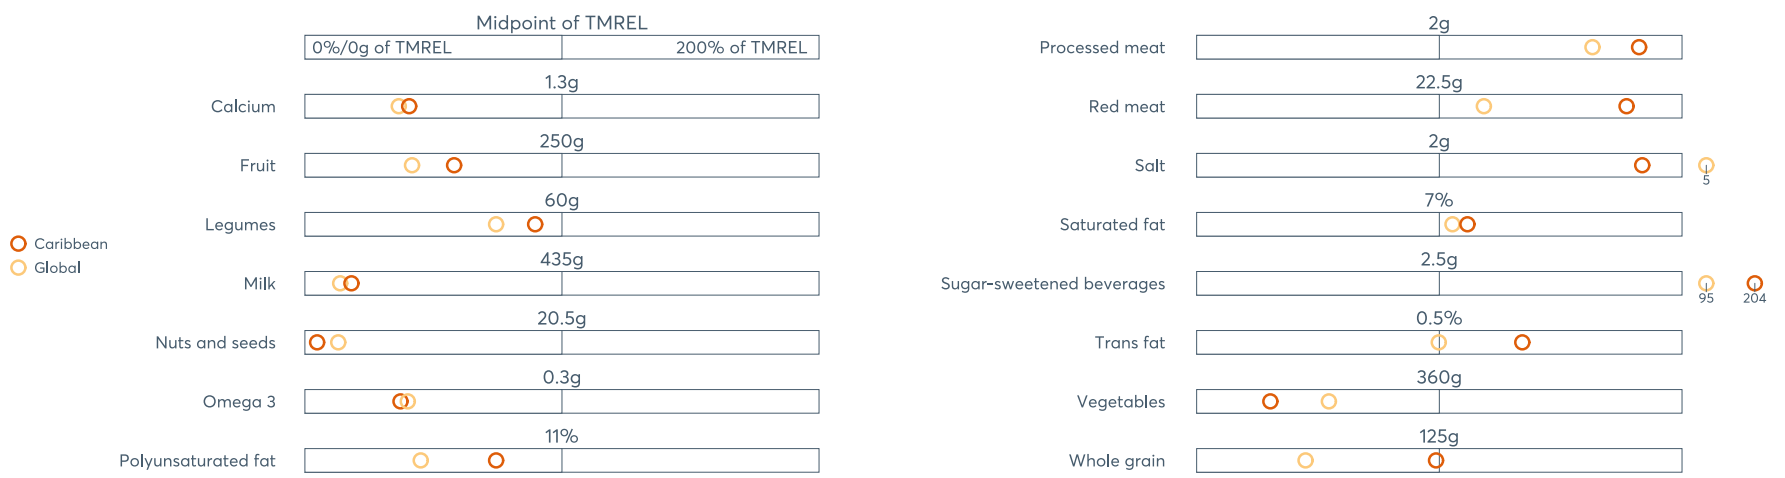 Midpoint of TMREL
0%/0g of TMREL
200% of TMREL
1.3g
Calcium
250g
Fruit
60g
Legumes
435g
Milk
20.5g
Nuts and seeds
0.3g
Omega 3
11%
Polyunsaturated fat
Caribbean
Global
2g
Processed meat
22.5g
Red meat
2g
Salt
5
7%
Saturated fat
2.5g
Sugar-sweetened beverages
95
204
0.5%
Trans fat
360g
Vegetables
125g
Whole grain